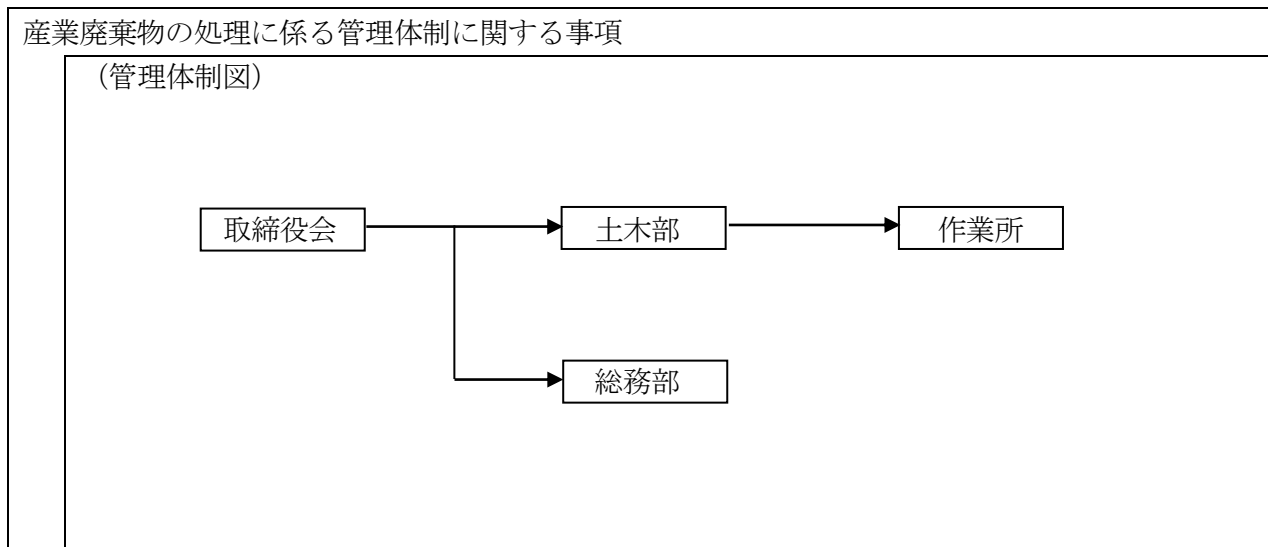 産業廃棄物の処理に係る管理体制に関する事項
（管理体制図）
取締役会
土木部
作業所
総務部